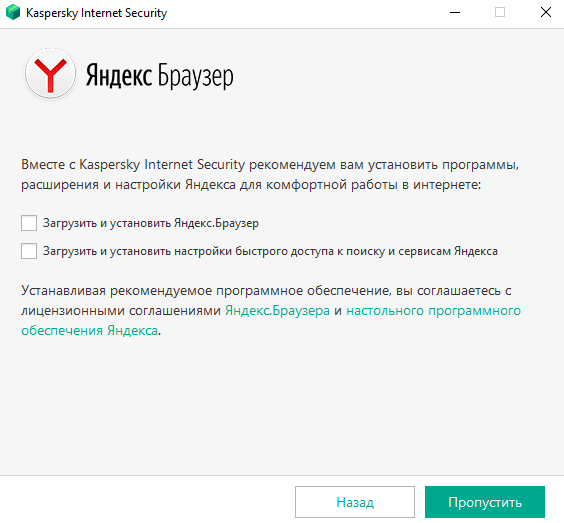 Kaspersky Internet Security
Яндекс Браузер
Вместе с Kaspersky Internet Security рекомендуем вам установить программы,
расширения и настройки Яндекса для комфортной работы в интернете:
Загрузить и установить Яндекс.Браузер
Загрузить и установить настройки быстрого доступа к поиску и сервисам Яндекса
Устанавливая рекомендуемое программное обеспечение, вы соглашаетесь с
лицензионными соглашениями Яндекс.Браузера и настольного программного
обеспечения Яндекса.
Назад
Пропустить